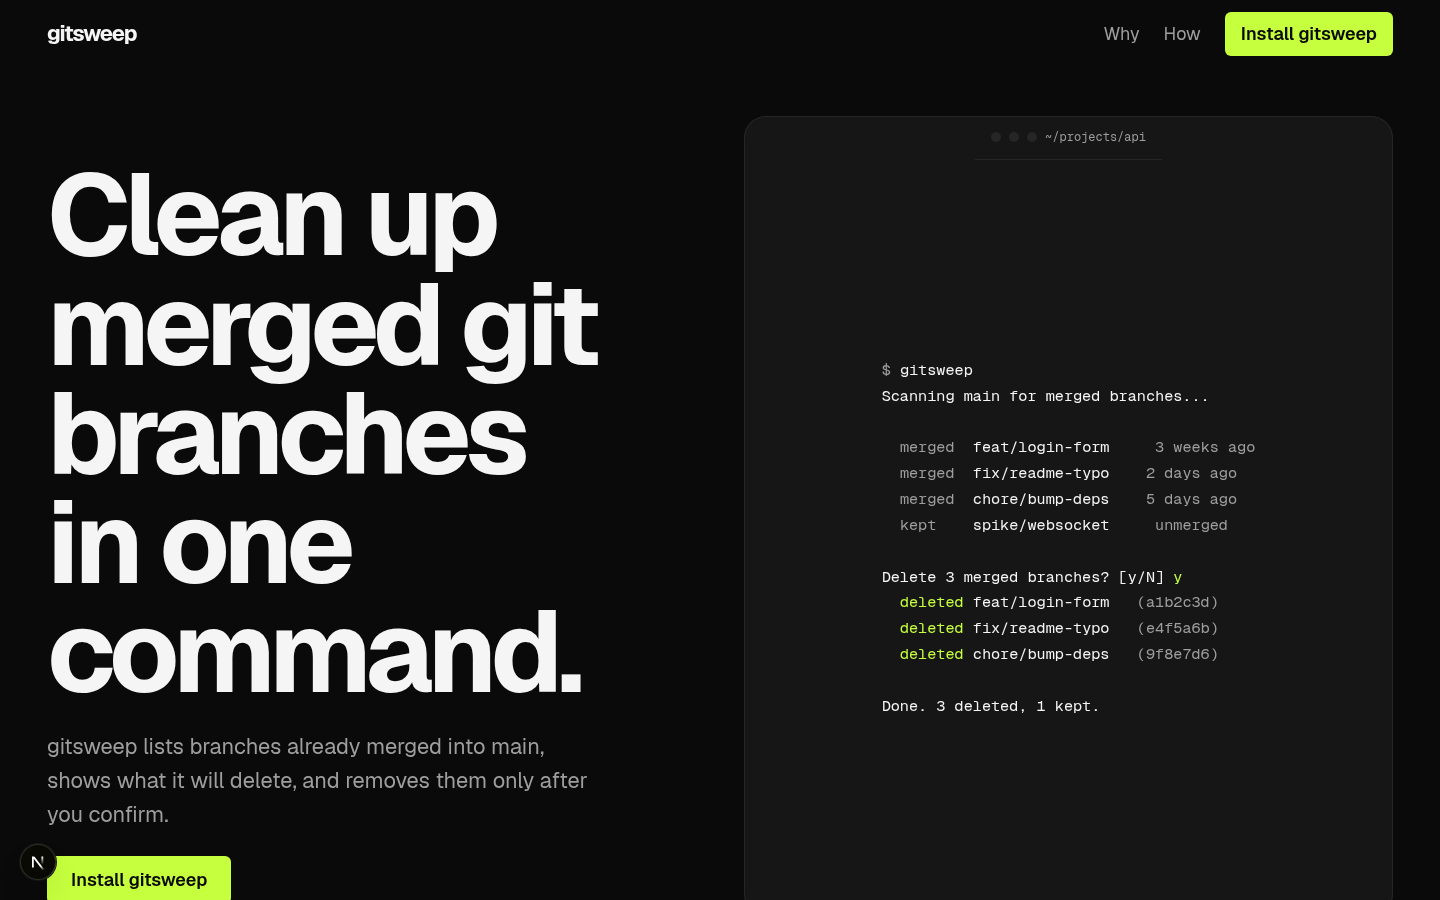 gitsweep
Why
How
Install gitsweep
Clean up
merged git
branches
in one
command.
gitsweep lists branches already merged into main,
shows what it will delete, and removes them only after
you confirm.
N
Install gitsweep
~/projects/api
$ gitsweep
Scanning main for merged branches...
merged feat/login-form 3 weeks ago
merged fix/readme-typo 2 days ago
merged chore/bump-deps 5 days ago
kept spike/websocket unmerged
Delete 3 merged branches? [y/N] y
deleted feat/login-form (a1b2c3d)
deleted fix/readme-typo (e4f5a6b)
deleted chore/bump-deps (9f8e7d6)
Done. 3 deleted, 1 kept.